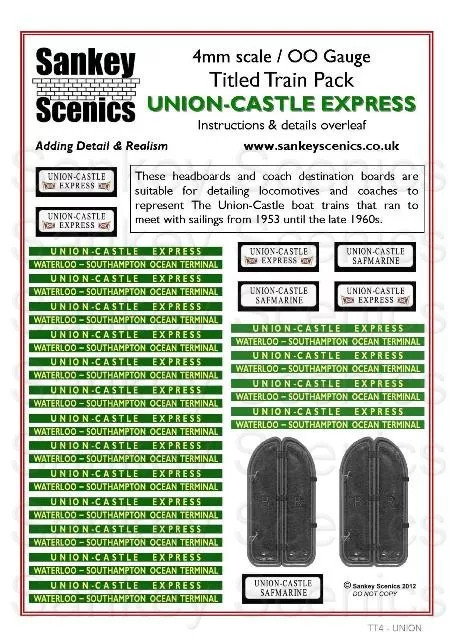 Sankey
Scenics
4mm scale / OO Gauge
Titled Train Pack
UNION-CASTLE EXPRESS
Instructions & details overleaf
Adding Detail & Realism
www.sankeyscenics.co.uk
UNION-CASTLE
EXPRESS
UNION-CASTLE
EXPRESS
These headboards and coach destination boards are
suitable for detailing locomotives and coaches to
represent The Union-Castle boat trains that ran to
meet with sailings from 1953 until the late 1960s.
UNION-CASTLE EXPRESS
WATERLOO – SOUTHAMPTON OCEAN TERMINAL
UNION-CASTLE EXPRESS
WATERLOO – SOUTHAMPTON OCEAN TERMINAL
UNION-CASTLE EXPRESS
WATERLOO – SOUTHAMPTON OCEAN TERMINAL
UNION-CASTLE EXPRESS
WATERLOO – SOUTHAMPTON OCEAN TERMINAL
UNION-CASTLE EXPRESS
WATERLOO – SOUTHAMPTON OCEAN TERMINAL
UNION-CASTLE EXPRESS
WATERLOO – SOUTHAMPTON OCEAN TERMINAL
UNION-CASTLE EXPRESS
WATERLOO – SOUTHAMPTON OCEAN TERMINAL
UNION-CASTLE EXPRESS
WATERLOO – SOUTHAMPTON OCEAN TERMINAL
UNION-CASTLE EXPRESS
WATERLOO – SOUTHAMPTON OCEAN TERMINAL
UNION-CASTLE EXPRESS
WATERLOO – SOUTHAMPTON OCEAN TERMINAL
UNION-CASTLE EXPRESS
WATERLOO – SOUTHAMPTON OCEAN TERMINAL
UNION-CASTLE EXPRESS
WATERLOO – SOUTHAMPTON OCEAN TERMINAL
UNION-CASTLE EXPRESS
WATERLOO – SOUTHAMPTON OCEAN TERMINAL
UNION-CASTLE
EXPRESS
UNION-CASTLE
SAFMARINE
UNION-CASTLE
SAFMARINE
UNION-CASTLE
EXPRESS
UNION-CASTLE EXPRESS
WATERLOO – SOUTHAMPTON OCEAN TERMINAL
UNION-CASTLE EXPRESS
WATERLOO – SOUTHAMPTON OCEAN TERMINAL
UNION-CASTLE EXPRESS
WATERLOO – SOUTHAMPTON OCEAN TERMINAL
UNION-CASTLE EXPRESS
WATERLOO – SOUTHAMPTON OCEAN TERMINAL
UNION-CASTLE
SAFMARINE
© Sankey Scenics 2012
DO NOT COPY
TT4 - UNION